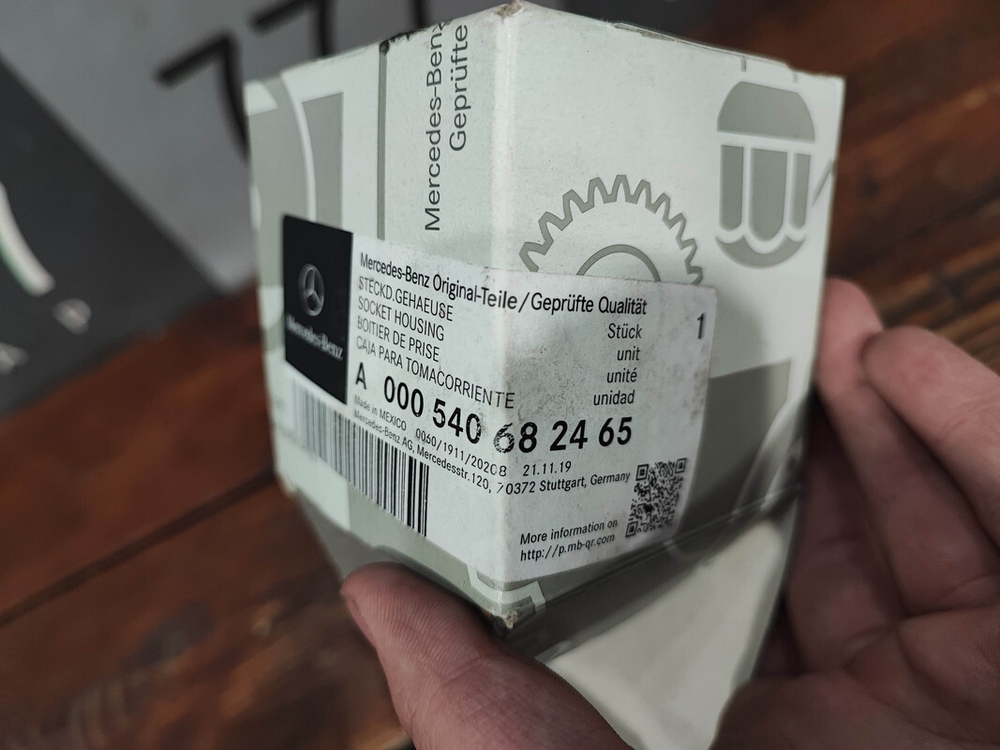 Mercedes-Benz
Geprüfte
Mercedes-Benz
Mercedes-Benz Original-Teile/Geprüfte Qualität
STECKD.GEHAEUSE
SOCKET HOUSING
BOITIER DE PRISE
CAJA PARA TOMACORRIENTE
Stück 1
unit
unité
unidad
A 000 540 68 24 65
Made in MEXICO 0060/1911/20208 21.11.19
Mercedes-Benz AG, Mercedesstr.120, 70372 Stuttgart, Germany
More information on
http://p.mb-qr.com